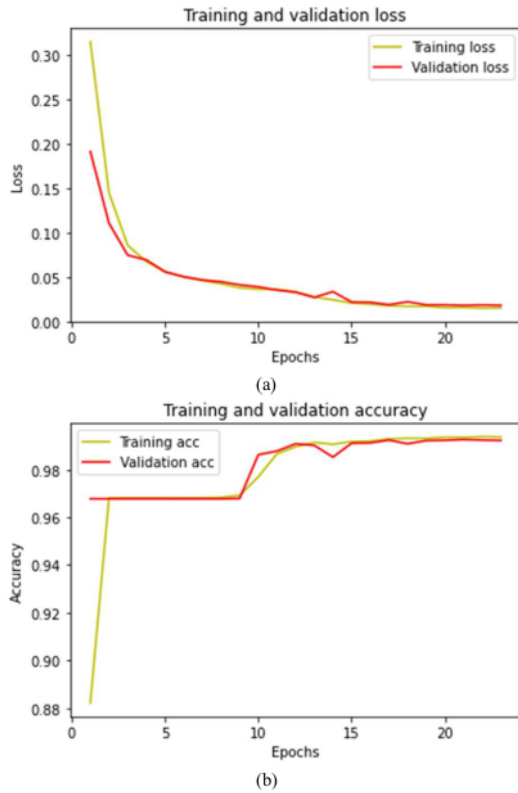 Training and validation loss
Training loss
Validation loss
0.30
0.25
0.20
0.15
0.10
0.05
0.00
Loss
0 5 10 15 20
Epochs
(a)
Training and validation accuracy
Training acc
Validation acc
0.98
0.96
0.94
0.92
0.90
0.88
Accuracy
0 5 10 15 20
Epochs
(b)